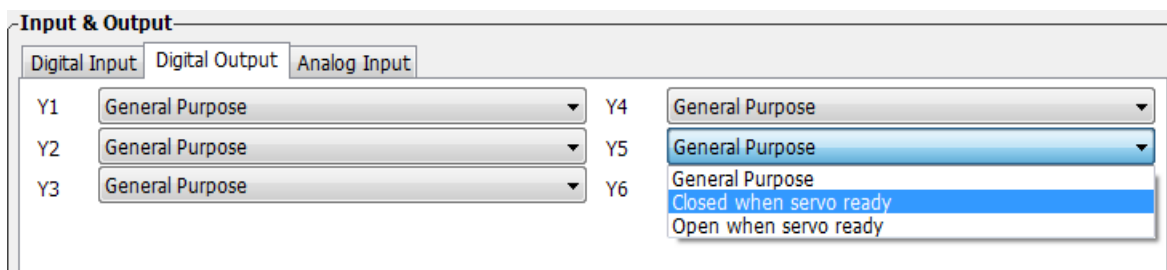 Input & Output
Digital Input Digital Output Analog Input
Y1 General Purpose Y4 General Purpose
Y2 General Purpose Y5 General Purpose
Y3 General Purpose Y6 General Purpose
Closed when servo ready
Open when servo ready